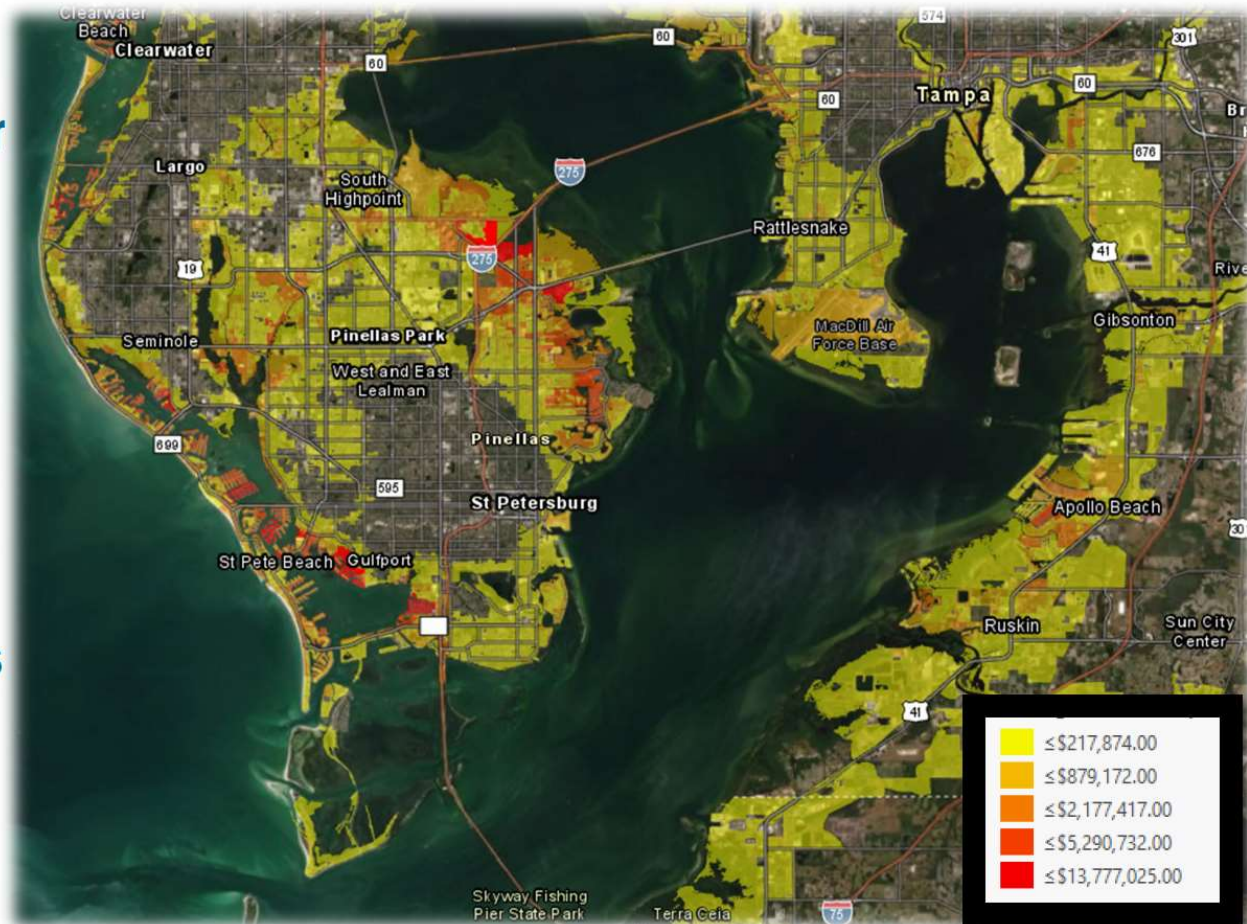 Clearwater
Beach
Clearwater
574
60
60
301
Tampa
60
60
676
Largo
South
Highpoint
275
Rattlesnake
275
19
41
Pinellas Park
MacDill Air
Force Base
Gibsonton
Seminole
West and East
Lealman
699
Pinellas
595
St Petersburg
Apollo Beach
St Pete Beach
Gulfport
Ruskin
Sun City
Center
41
≤$217,874.00
≤$879,172.00
≤$2,177,417.00
≤$5,290,732.00
≤$13,777,025.00
Skyway Fishing
Pier State Park
Terra Ceia
75